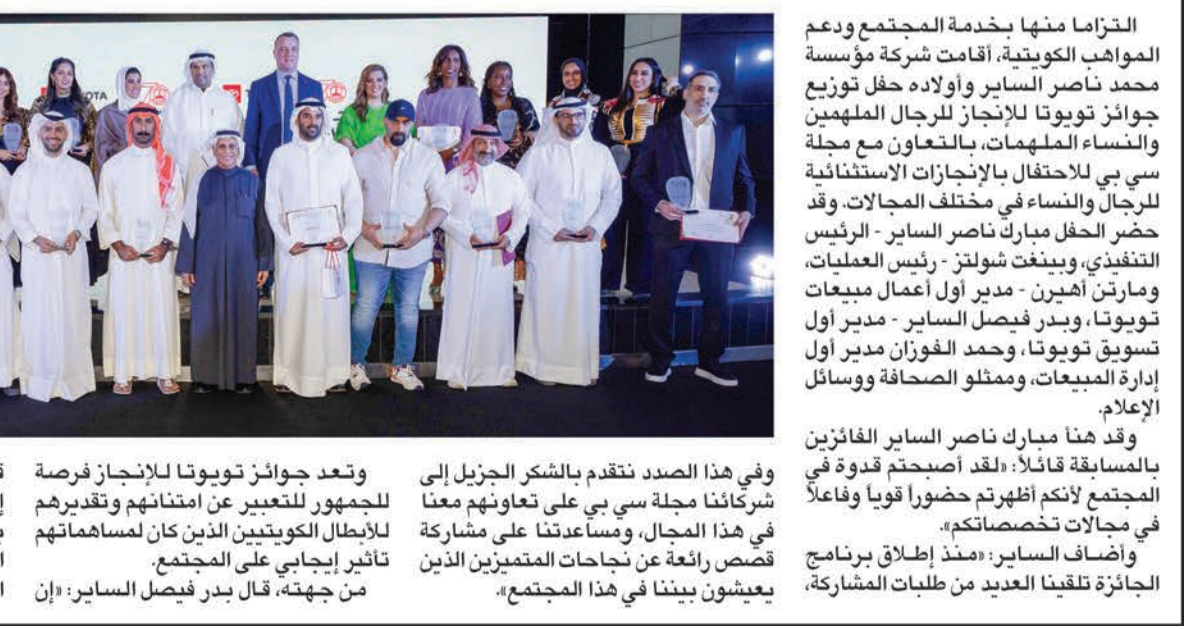 التزاما منها بخدمة المجتمع ودعم
المواهب الكويتية، أقامت شركة مؤسسة
محمد ناصر الساير وأولاده حفل توزيع
جوائز تويوتا للإنجاز للرجال الملهمين
والنساء الملهمات، بالتعاون مع مجلة
سي بي للاحتفال بالإنجازات الاستثنائية
للرجال والنساء في مختلف المجالات. وقد
حضر الحفل مبارك ناصر الساير - الرئيس
التنفيذي، وبينغت شولتز - رئيس العمليات،
ومارتن أهيرن - مدير أول أعمال مبيعات
تويوتا، وبدر فيصل الساير - مدير أول
تسويق تويوتا، وحمد الفوزان مدير أول
إدارة المبيعات، وممثلو الصحافة ووسائل
الإعلام.
وقد هنأ مبارك ناصر الساير الفائزين
بالمسابقة قائلاً: «لقد أصبحتم قدوة في
المجتمع لأنكم أظهرتم حضوراً قوياً وفاعلاً
في مجالات تخصصاتكم».
وأضاف الساير: «منذ إطلاق برنامج
الجائزة تلقينا العديد من طلبات المشاركة،
وفي هذا الصدد نتقدم بالشكر الجزيل إلى
شركائنا مجلة سي بي على تعاونهم معنا
في هذا المجال، ومساعدتنا على مشاركة
قصص رائعة عن نجاحات المتميزين الذين
يعيشون بيننا في هذا المجتمع».
وتعد جوائز تويوتا للإنجاز فرصة
للجمهور للتعبير عن امتنانهم وتقديرهم
للأبطال الكويتيين الذين كان لمساهماتهم
تأثير إيجابي على المجتمع.
من جهته، قال بدر فيصل الساير: «إن